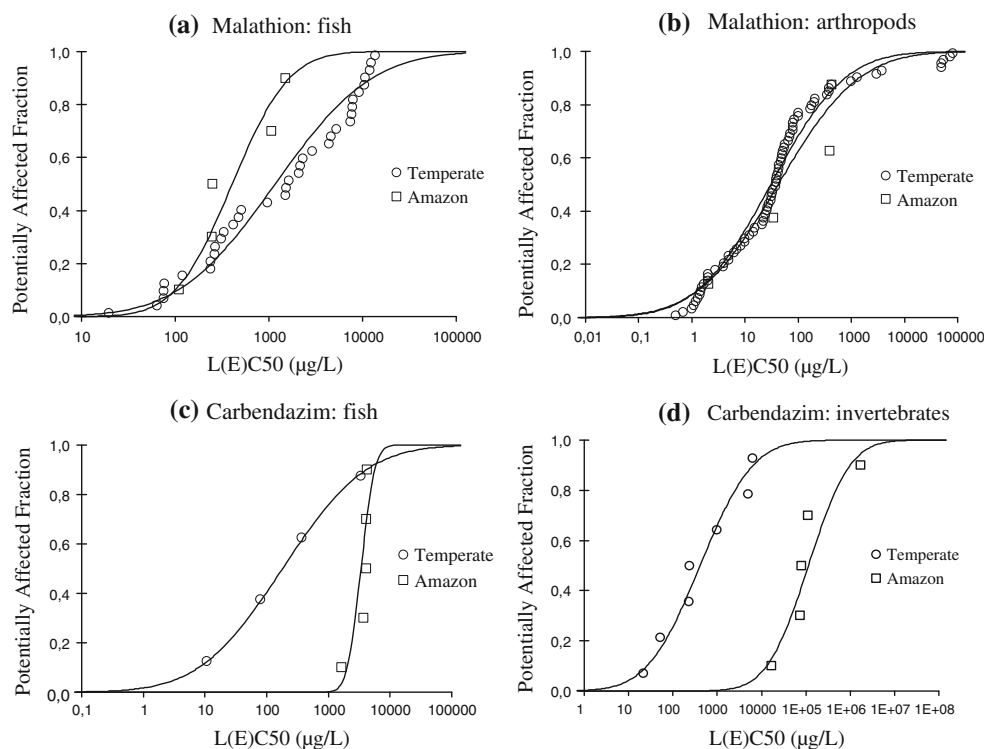 (a) Malathion: fish
Potentially Affected Fraction
1,0
0,8
0,6
0,4
0,2
0,0
Temperate
Amazon
10 100 1000 10000 100000
L(E)C50 (µg/L)
(b) Malathion: arthropods
Potentially Affected Fraction
1,0
0,8
0,6
0,4
0,2
0,0
Temperate
Amazon
0,01 0,1 1 10 100 1000 10000 100000
L(E)C50 (µg/L)
(c) Carbendazim: fish
Potentially Affected Fraction
1,0
0,8
0,6
0,4
0,2
0,0
Temperate
Amazon
0,1 1 10 100 1000 10000 100000
L(E)C50 (µg/L)
(d) Carbendazim: invertebrates
Potentially Affected Fraction
1,0
0,8
0,6
0,4
0,2
0,0
Temperate
Amazon
1 10 100 1000 10000 1E+05 1E+06 1E+07 1E+08
L(E)C50 (µg/L)